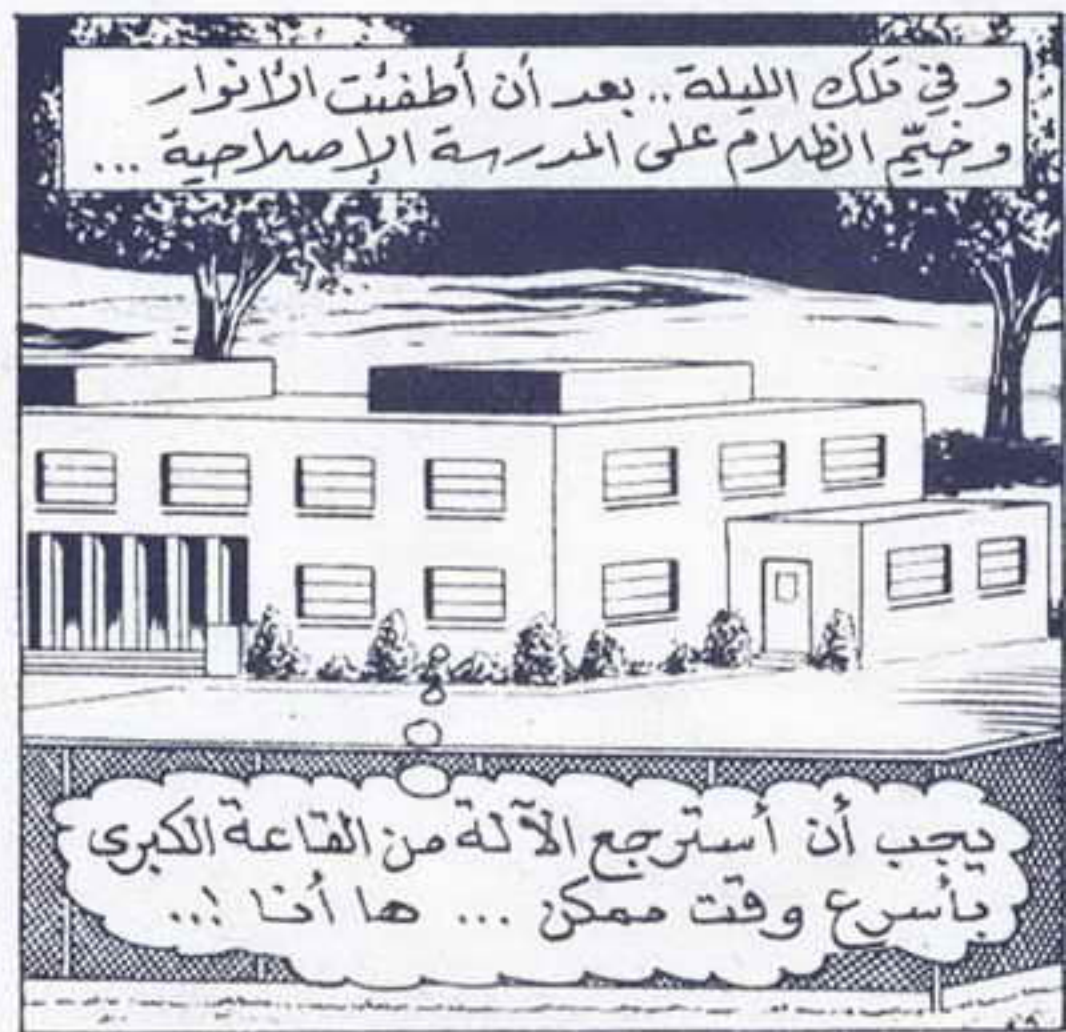 و في تلك الليلة.. بعد أن أطفئت الأنوار
وخيّم الظلام على المدرسة الإصلاحية ...
يجب أن أسترجع الآلة من القاعة الكبرى
بأسرع وقت ممكن ... ها أنا !..